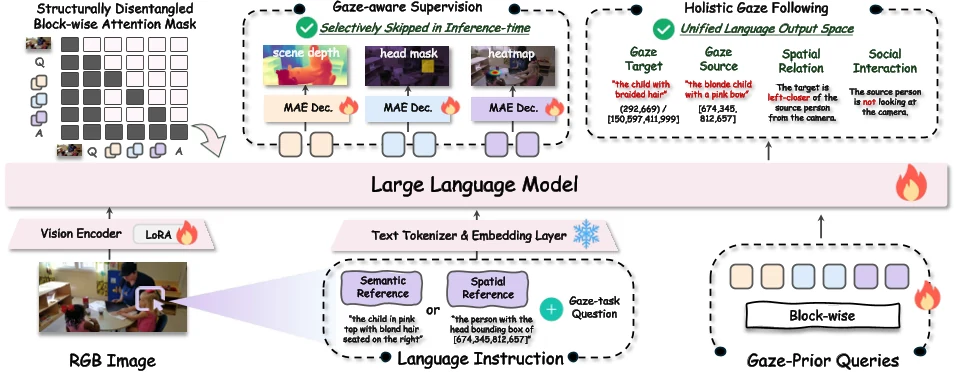 Structurally Disentangled
Block-wise Attention Mask
Q
A
Q
A
Gaze-aware Supervision
Selectively Skipped in Inference-time
scene depth
head mask
heatmap
MAE Dec.
MAE Dec.
MAE Dec.
Holistic Gaze Following
Unified Language Output Space
Gaze
Target
"the child with
braided hair"
(292,669) /
[150,597,411,999]
Gaze
Source
"the blonde child
with a pink bow"
[674,345,
812,657]
Spatial
Relation
The target is
left-closer of the
source person
from the camera.
Social
Interaction
The source person
is not looking at
the camera.
Large Language Model
Vision Encoder
LoRA
Text Tokenizer & Embedding Layer
RGB Image
Semantic
Reference
"the child in pink
top with blond hair
seated on the right"
or
Spatial
Reference
"the person with the
head bounding box of
[674,345,812,657]"
+
Gaze-task
Question
Language Instruction
Block-wise
Gaze-Prior Queries